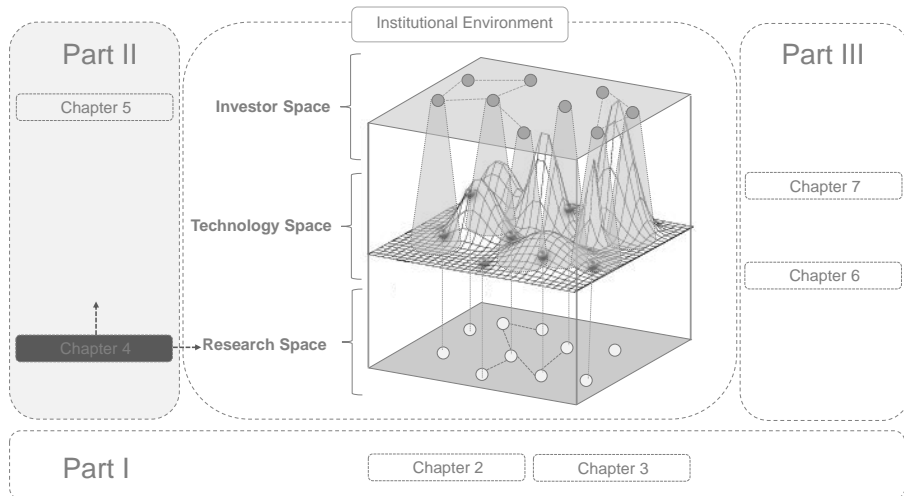 Institutional Environment
Part II
Part III
Chapter 5
Investor Space
Chapter 7
Technology Space
Chapter 6
Chapter 4
Research Space
Part I
Chapter 2
Chapter 3